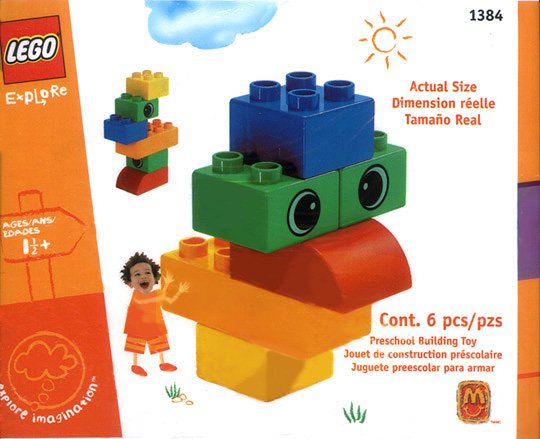 1384
LEGO
ExpLoRe
Actual Size
Dimension réelle
Tamaño Real
AGES/ANS/
EDADES
1½+
Cont. 6 pcs/pzs
Preschool Building Toy
Jouet de construction préscolaire
Juguete preescolar para armar
explore imagination™
M